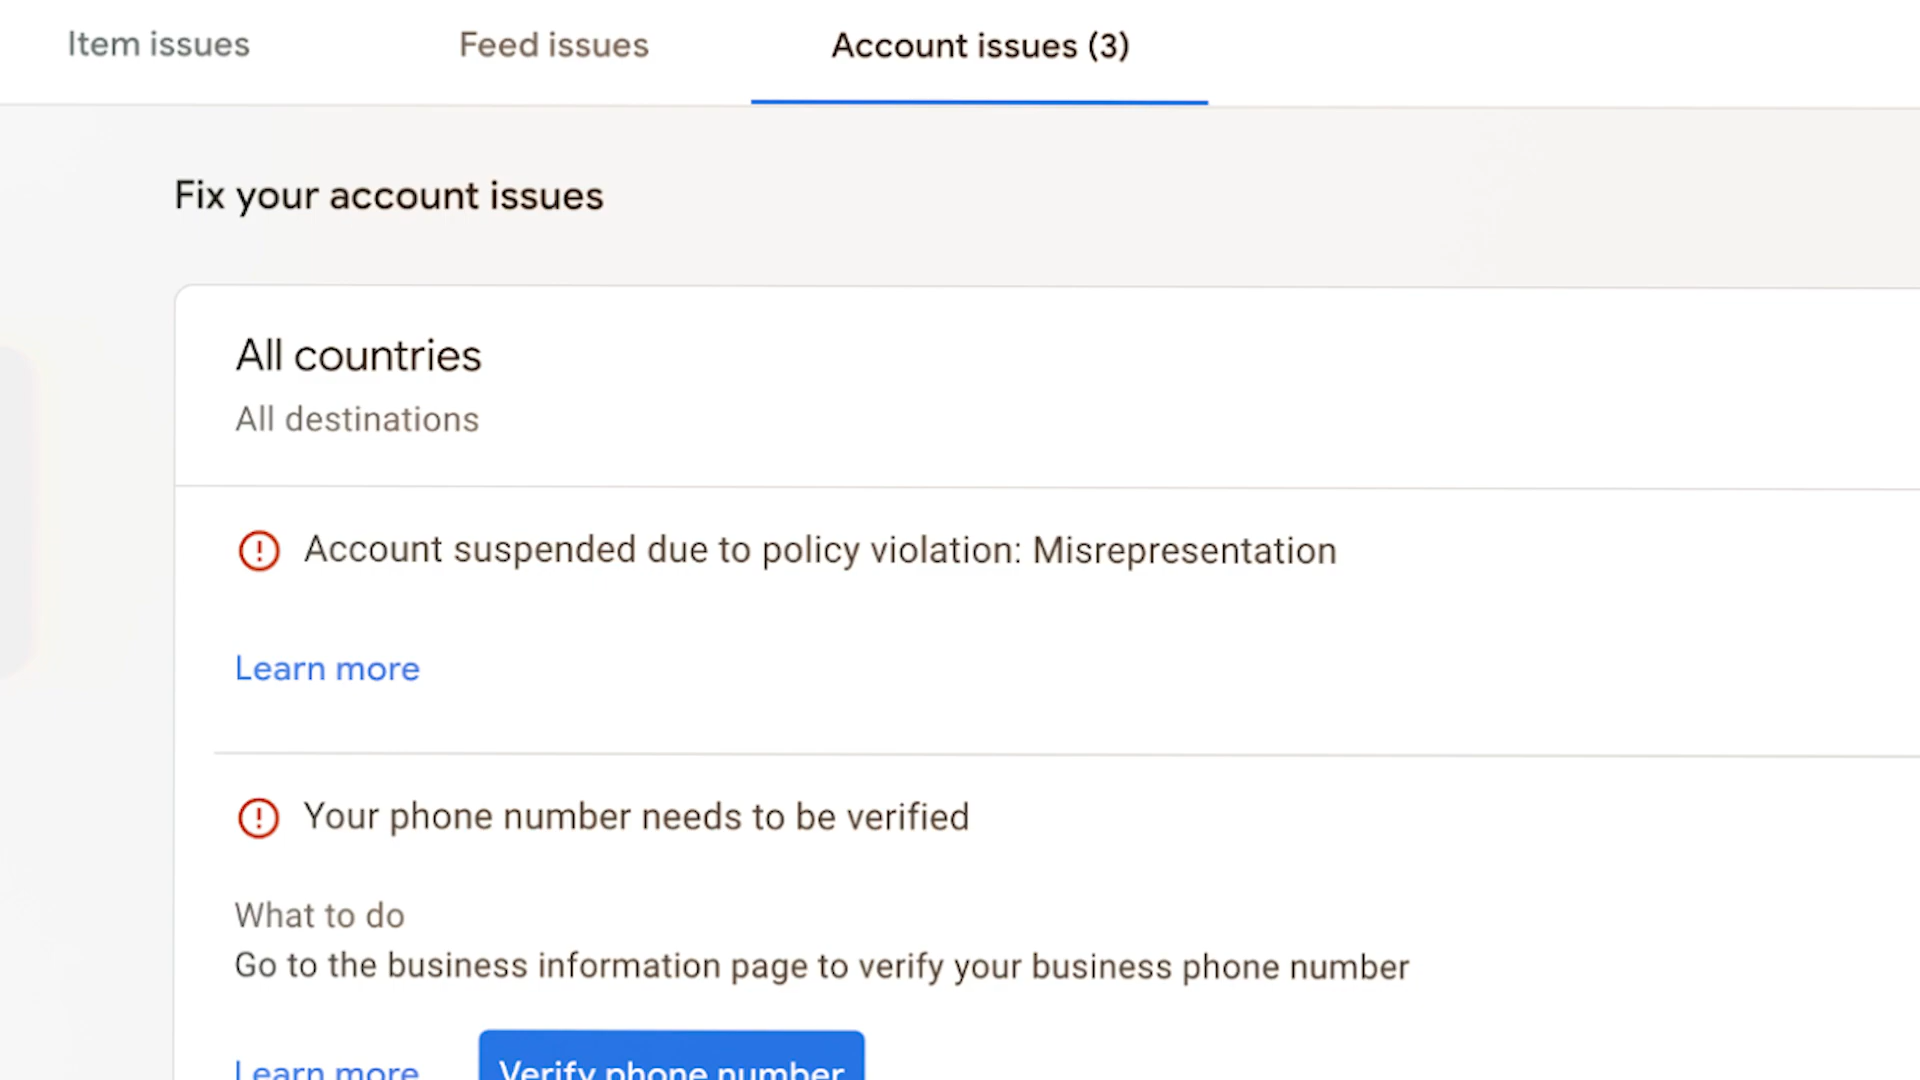 Item issues
Feed issues
Account issues (3)
Fix your account issues
All countries
All destinations
Account suspended due to policy violation: Misrepresentation
Learn more
Your phone number needs to be verified
What to do
Go to the business information page to verify your business phone number
Learn more
Verify phone number